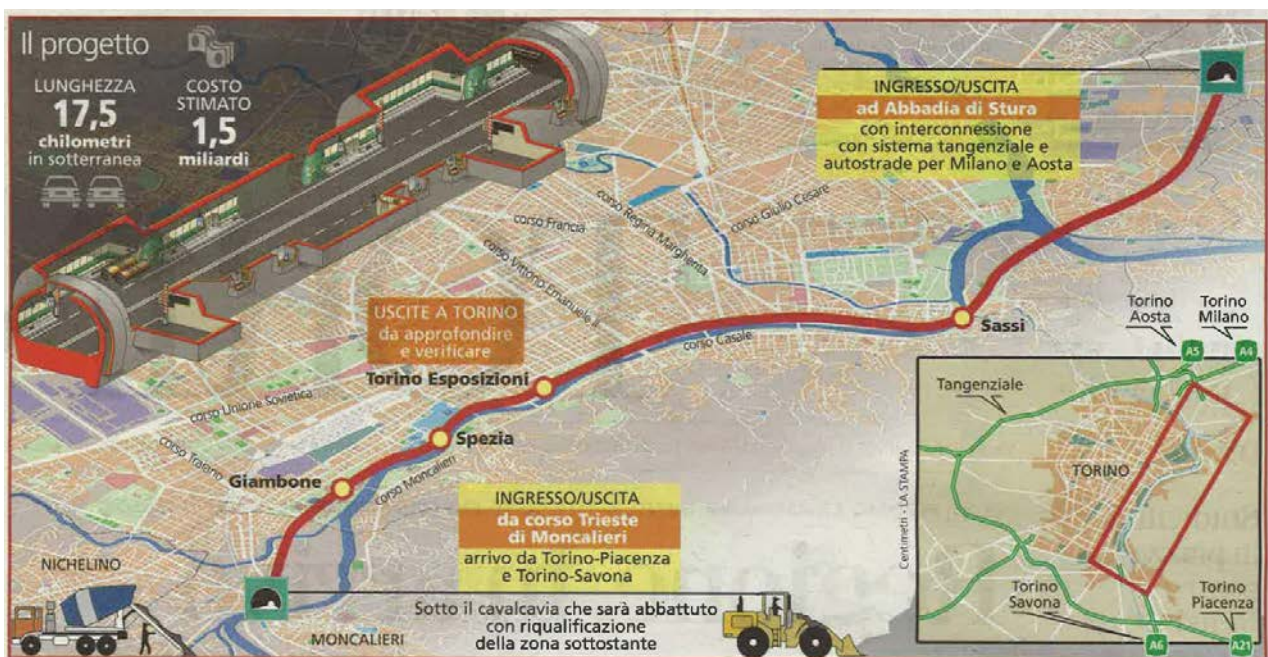 Il progetto
LUNGHEZZA
17,5
chilometri
in sotterranea
COSTO
STIMATO
1,5
miliardi
INGRESSO/USCITA
ad Abbadia di Stura
con interconnessione
con sistema tangenziale e
autostrade per Milano e Aosta
corso Francia
corso Regina Margherita
corso Giulio Cesare
corso Vittorio Emanuele II
USCITE A TORINO
da approfondire
e verificare
Torino Esposizioni
corso Casale
Sassi
corso Unione Sovietica
Spezia
corso Traiano
Giambone
corso Moncalieri
INGRESSO/USCITA
da corso Trieste
di Moncalieri
arrivo da Torino-Piacenza
e Torino-Savona
NICHELINO
MONCALIERI
Sotto il cavalcavia che sarà abbattuto
con riqualificazione
della zona sottostante
Torino
Aosta
Torino
Milano
A5
A4
Tangenziale
TORINO
Torino
Savona
Torino
Piacenza
A6
A21
Centimetri - LA STAMPA